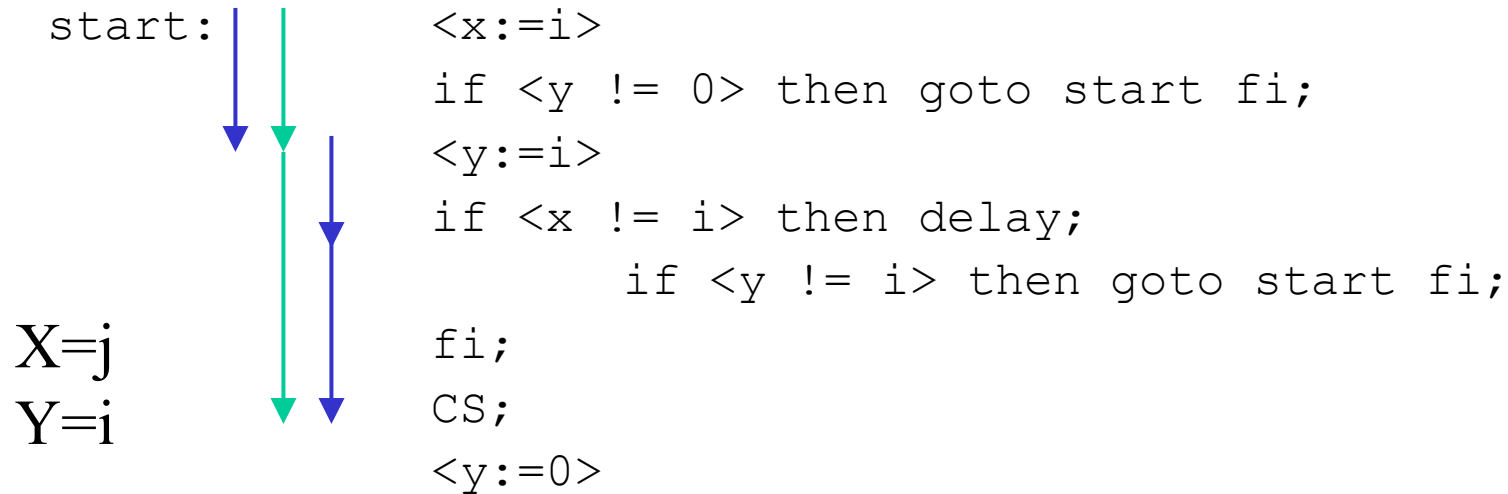 start: <x:=i>
if <y != 0> then goto start fi;
<y:=i>
if <x != i> then delay;
if <y != i> then goto start fi;
X=j fi;
Y=i CS;
<y:=0>